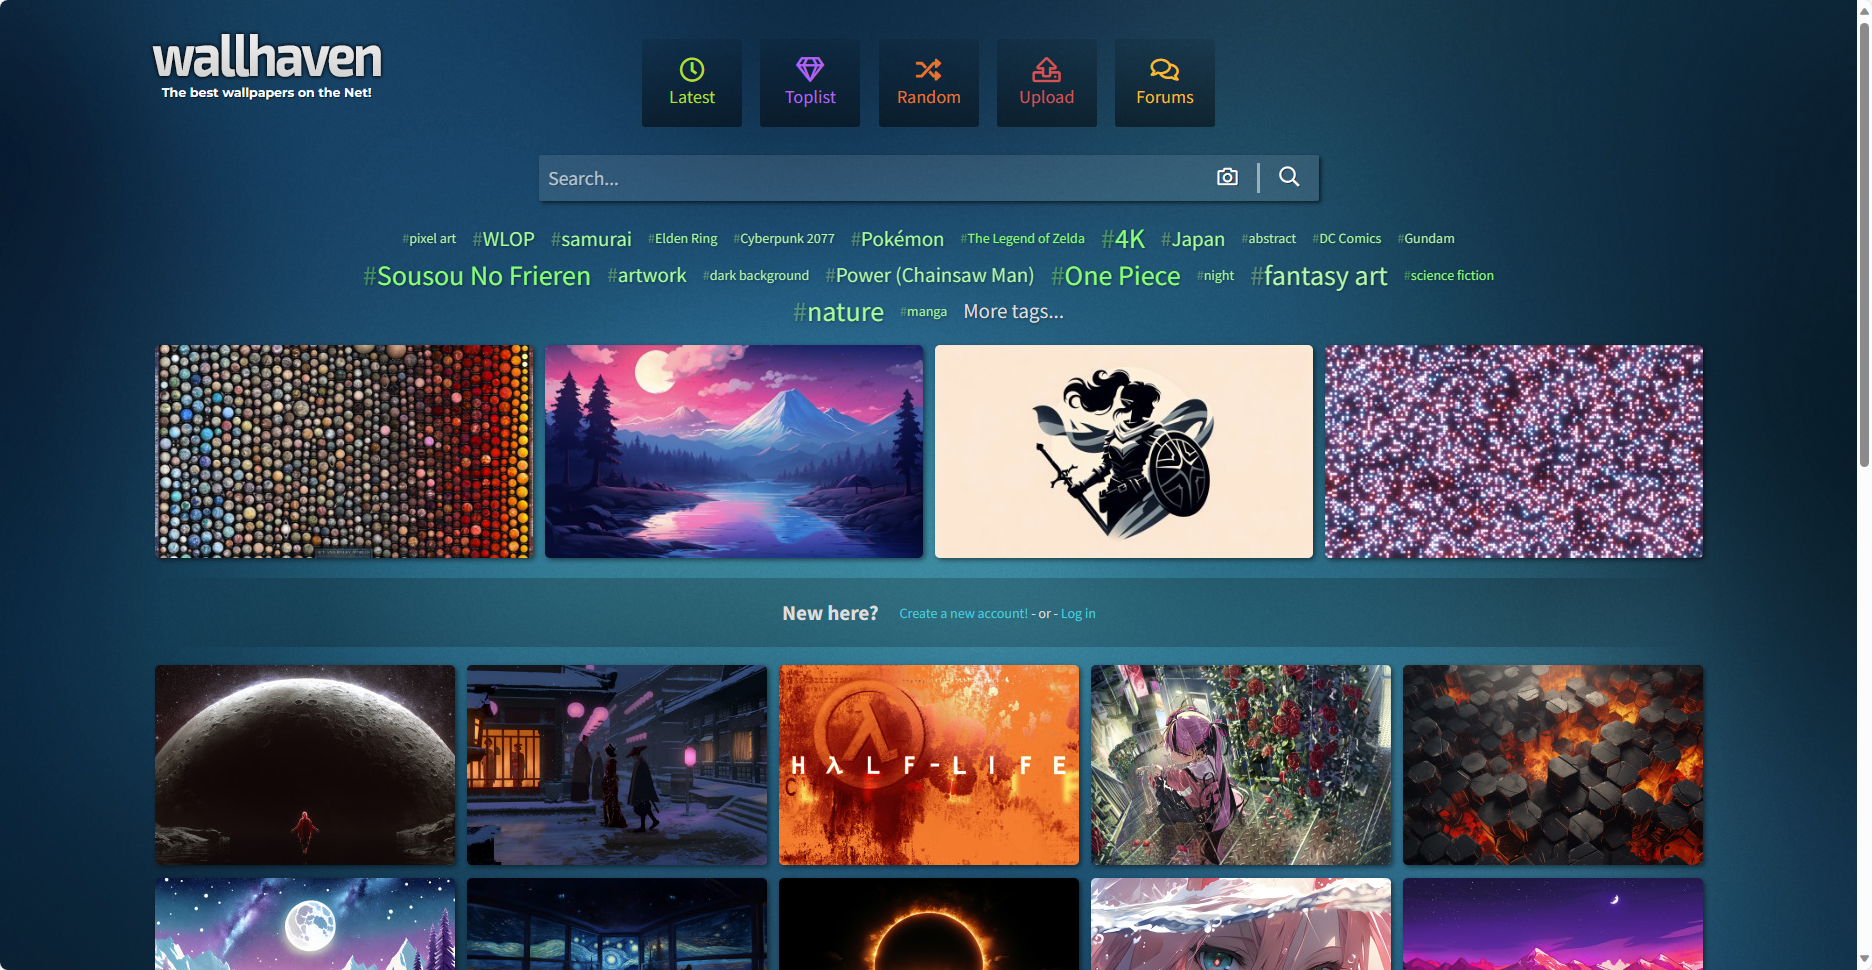 wallhaven
The best wallpapers on the Net!
Latest
Toplist
Random
Upload
Forums
Search...
#pixel art #WLOP #samurai #Elden Ring #Cyberpunk 2077 #Pokémon #The Legend of Zelda #4K #Japan #abstract #DC Comics #Gundam
#Sousou No Frieren #artwork #dark background #Power (Chainsaw Man) #One Piece #night #fantasy art #science fiction
#nature #manga More tags...
New here? Create a new account! - or - Log in
HλLF-LIFE